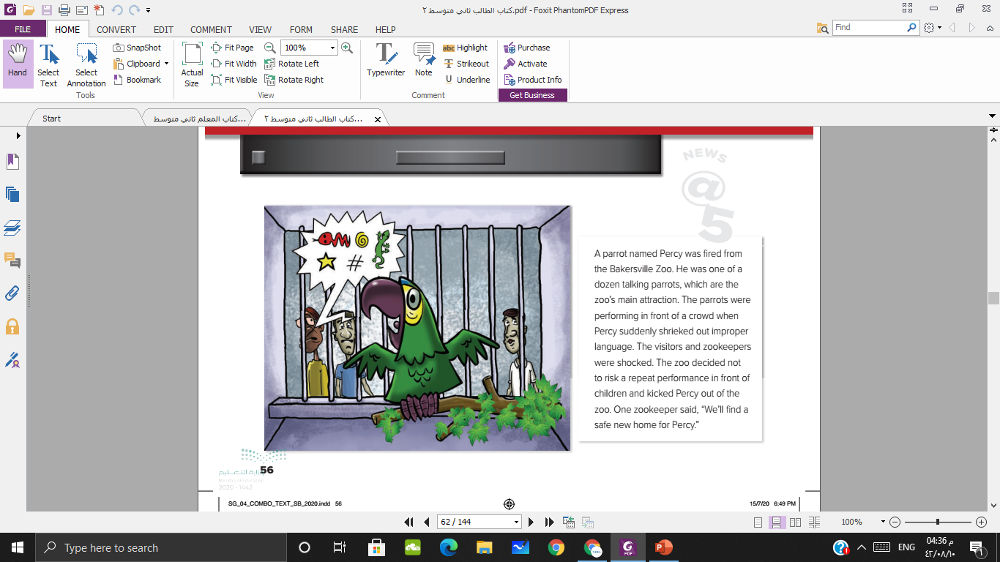 كتاب الطالب ثاني متوسط ٢.pdf - Foxit PhantomPDF Express
FILE HOME CONVERT EDIT COMMENT VIEW FORM SHARE HELP
Find
Hand
Select Text
Select Annotation
SnapShot
Clipboard
Bookmark
Tools
Actual Size
Fit Page
Fit Width
Fit Visible
100%
Rotate Left
Rotate Right
View
Typewriter
Note
abc Highlight
T Strikeout
U Underline
Comment
Purchase
Activate
Product Info
Get Business
Start
كتاب المعلم ثاني متوسط...
كتاب الطالب ثاني متوسط ٢...
NEWS
@
5
#
A parrot named Percy was fired from
the Bakersville Zoo. He was one of a
dozen talking parrots, which are the
zoo's main attraction. The parrots were
performing in front of a crowd when
Percy suddenly shrieked out improper
language. The visitors and zookeepers
were shocked. The zoo decided not
to risk a repeat performance in front of
children and kicked Percy out of the
zoo. One zookeeper said, "We'll find a
safe new home for Percy."
وزارة التعليم
56
Ministry of Education
2020 - 1442
SG_04_COMBO_TEXT_SB_2020.indd 56
15/7/20 6:49 PM
62 / 144
100%
Type here to search
PDF
P
ENG
04:36 م
٤٢/٠٨/١٠
1